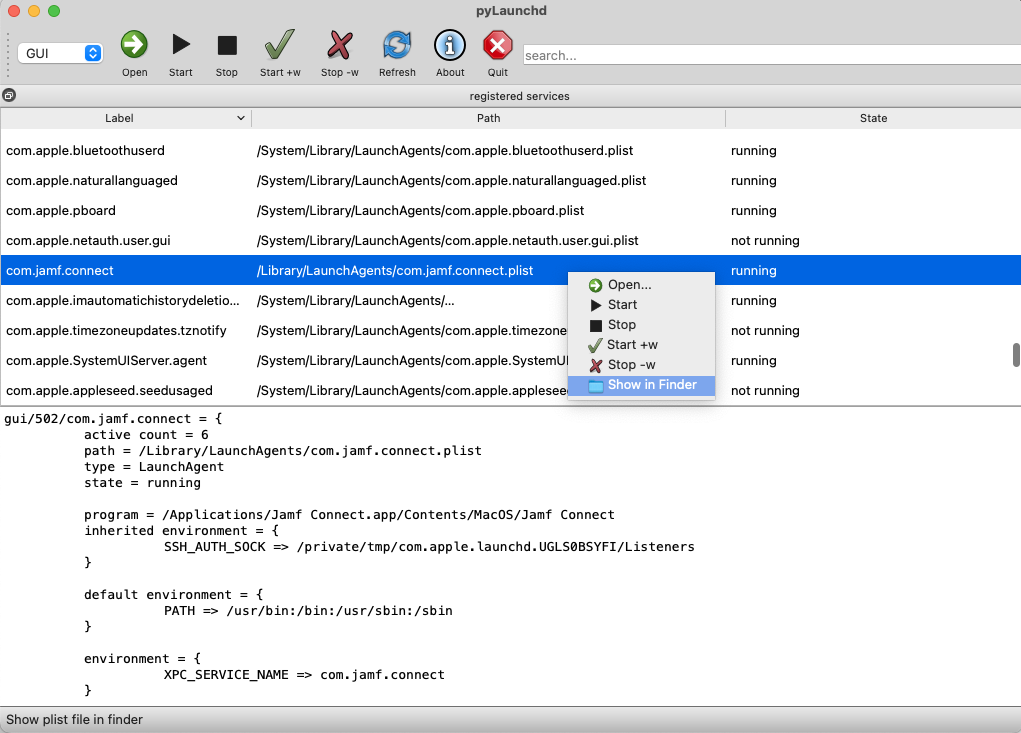 pyLaunchd
GUI
Open
Start
Stop
Start +w
Stop -w
Refresh
About
Quit
search...
registered services
Label Path State
com.apple.bluetoothuserd /System/Library/LaunchAgents/com.apple.bluetoothuserd.plist running
com.apple.naturallanguaged /System/Library/LaunchAgents/com.apple.naturallanguaged.plist running
com.apple.pboard /System/Library/LaunchAgents/com.apple.pboard.plist running
com.apple.netauth.user.gui /System/Library/LaunchAgents/com.apple.netauth.user.gui.plist not running
com.jamf.connect /Library/LaunchAgents/com.jamf.connect.plist running
com.apple.imautomatichistorydeletio... /System/Library/LaunchAgents/... running
com.apple.timezoneupdates.tznotify /System/Library/LaunchAgents/com.apple.timezone not running
com.apple.SystemUIServer.agent /System/Library/LaunchAgents/com.apple.SystemUI running
com.apple.appleseed.seedusaged /System/Library/LaunchAgents/com.apple.appleseed not running
Open...
Start
Stop
Start +w
Stop -w
Show in Finder
gui/502/com.jamf.connect = {
active count = 6
path = /Library/LaunchAgents/com.jamf.connect.plist
type = LaunchAgent
state = running
program = /Applications/Jamf Connect.app/Contents/MacOS/Jamf Connect
inherited environment = {
SSH_AUTH_SOCK => /private/tmp/com.apple.launchd.UGLS0BSYFI/Listeners
}
default environment = {
PATH => /usr/bin:/bin:/usr/sbin:/sbin
}
environment = {
XPC_SERVICE_NAME => com.jamf.connect
}
Show plist file in finder